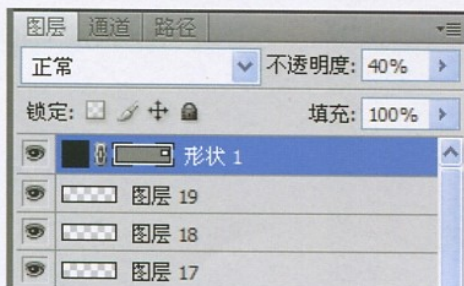 图层 通道 路径
正常 不透明度: 40%
锁定: 填充: 100%
形状 1
图层 19
图层 18
图层 17